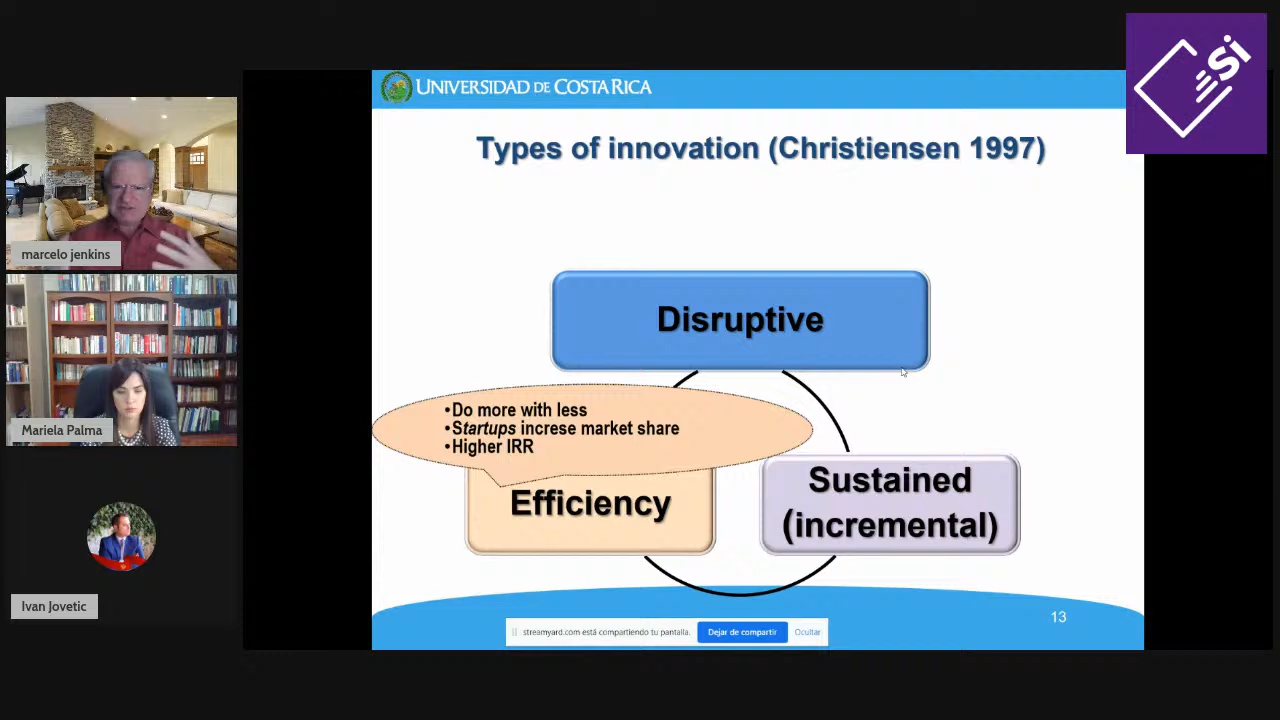 UNIVERSIDAD DE COSTA RICA
Si
Types of innovation (Christiensen 1997)
marcelo jenkins
Mariela Palma
Ivan Jovetic
Disruptive
•Do more with less
•Startups increse market share
•Higher IRR
Efficiency
Sustained
(incremental)
13
streamyard.com está compartiendo tu pantalla.
Dejar de compartir
Ocultar